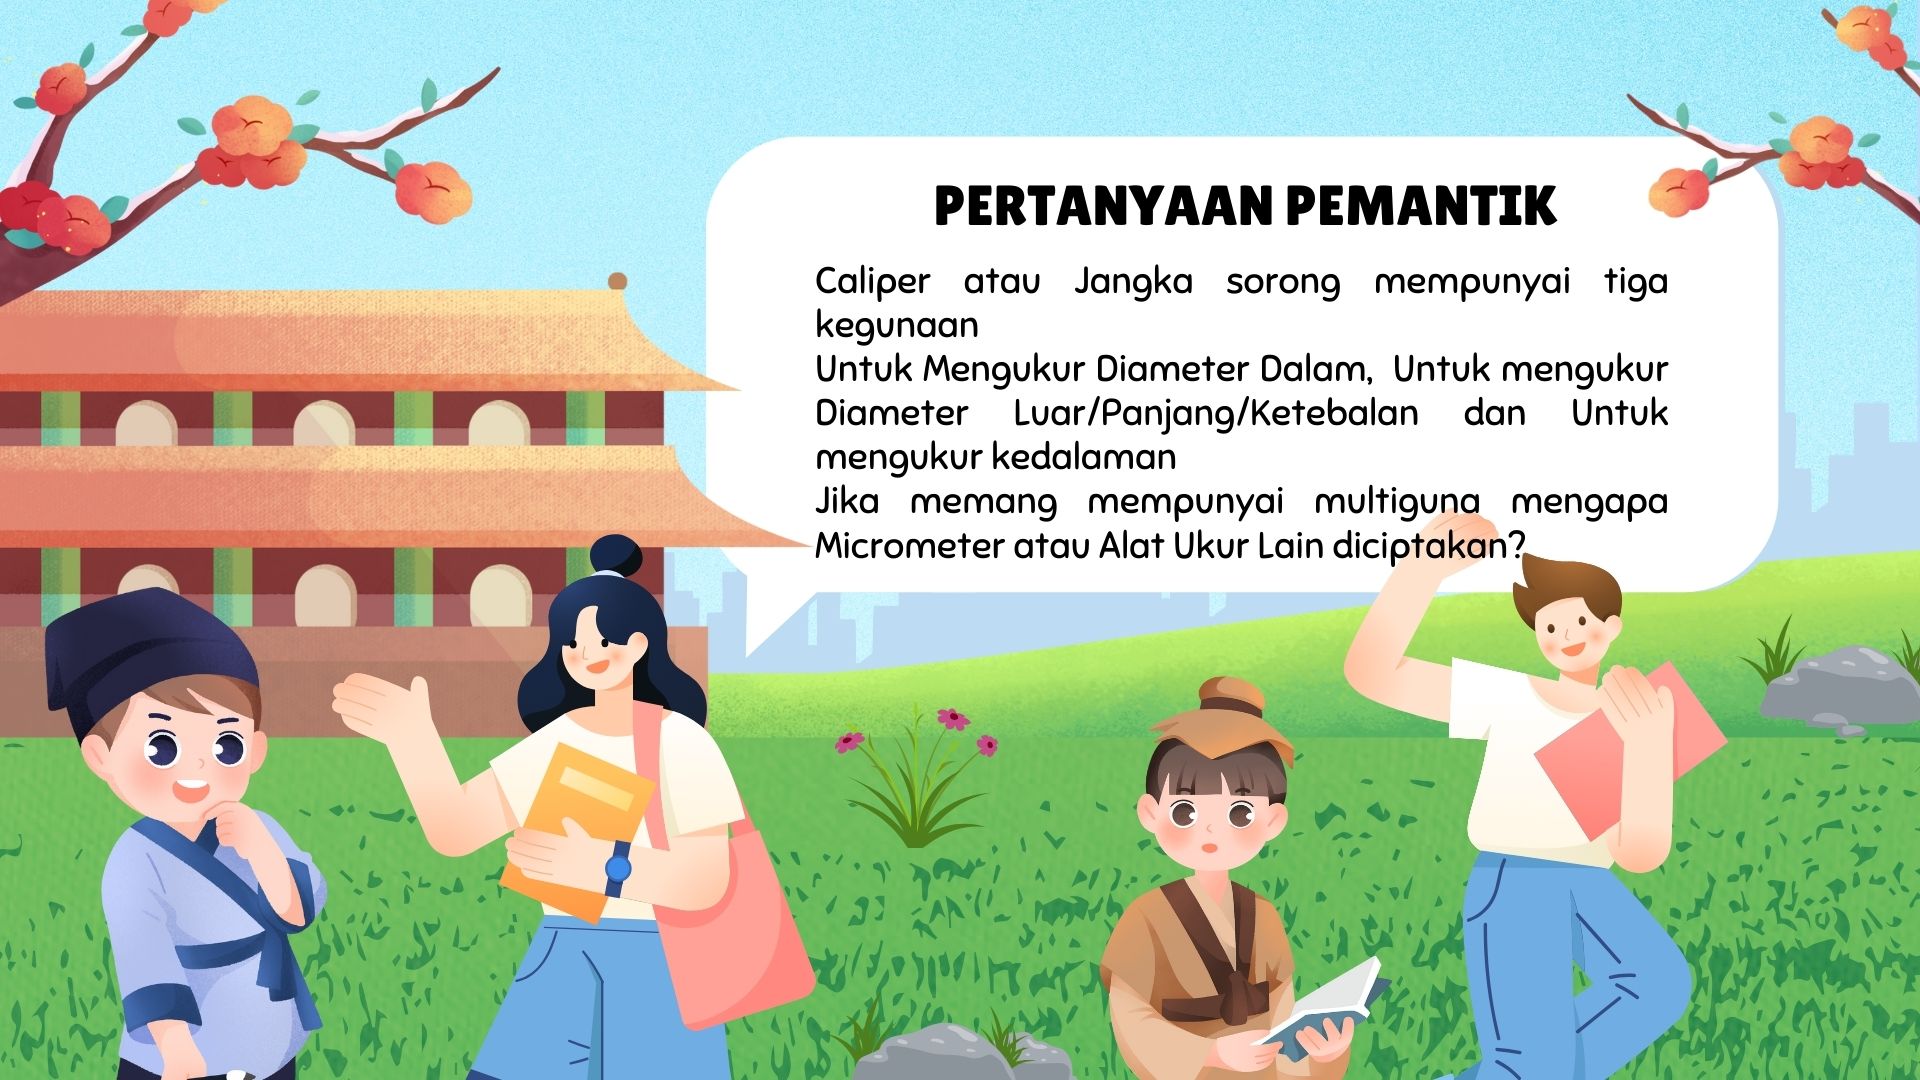 PERTANYAAN PEMANTIK
Caliper atau Jangka sorong mempunyai tiga
kegunaan
Untuk Mengukur Diameter Dalam, Untuk mengukur
Diameter Luar/Panjang/Ketebalan dan Untuk
mengukur kedalaman
Jika memang mempunyai multiguna mengapa
Micrometer atau Alat Ukur Lain diciptakan?